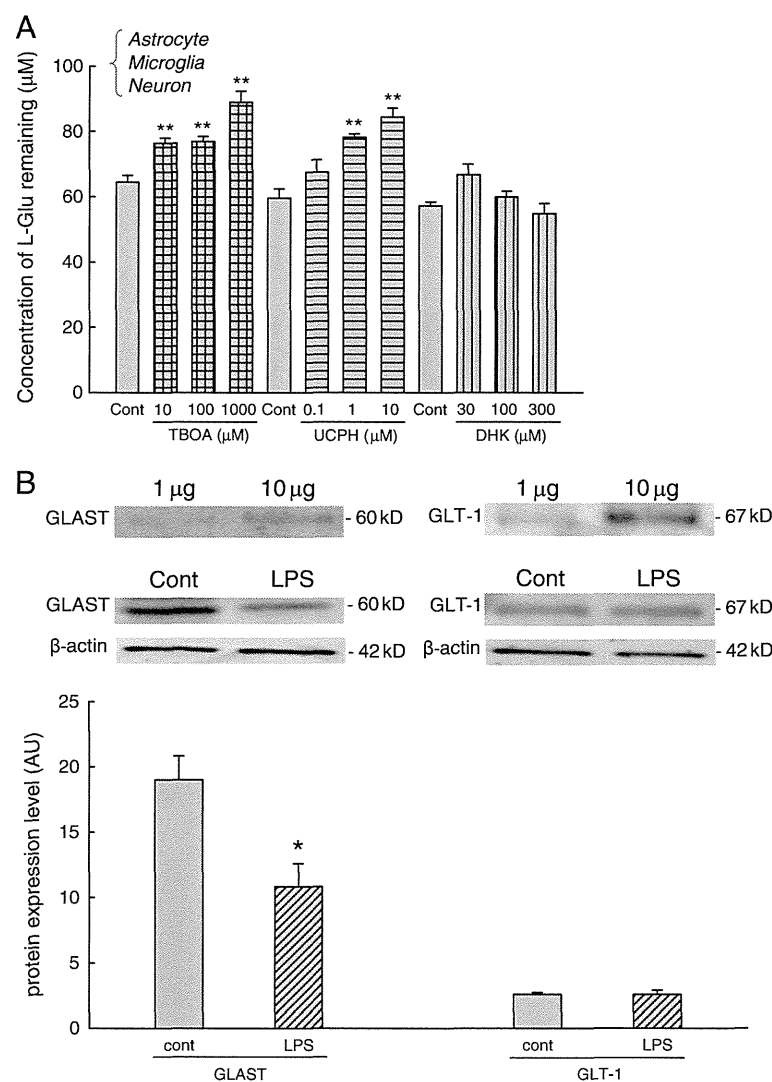 A
Astrocyte
Microglia
Neuron
Concentration of L-Glu remaining (μM)
100
80
60
40
20
0
** ** ** ** **
Cont 10 100 1000 Cont 0.1 1 10 Cont 30 100 300
TBOA (μM) UCPH (μM) DHK (μM)
B
1 μg 10 μg 1 μg 10 μg
GLAST - 60 kD GLT-1 - 67 kD
Cont LPS Cont LPS
GLAST - 60 kD GLT-1 - 67 kD
β-actin - 42 kD β-actin - 42 kD
protein expression level (AU)
25
20
15
10
5
0
*
cont LPS cont LPS
GLAST GLT-1